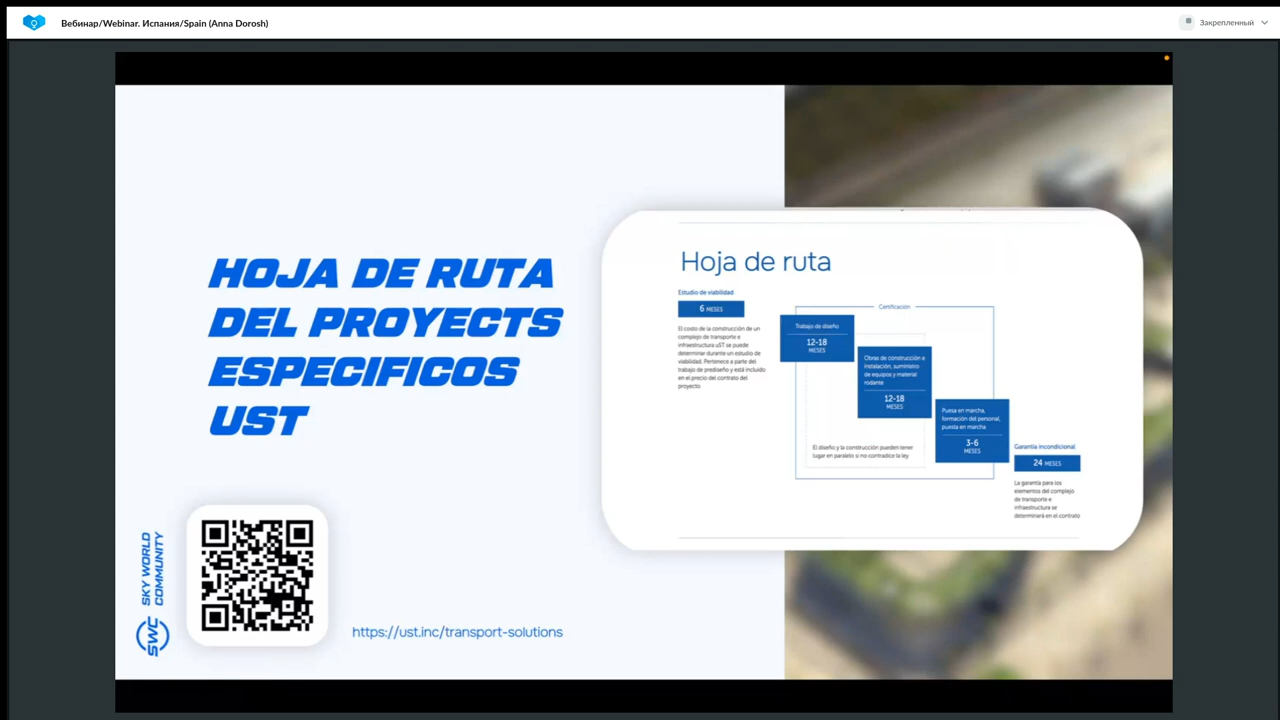 Вебинар/Webinar. Испания/Spain (Anna Dorosh)
Закрепленный
HOJA DE RUTA
DEL PROYECTS
ESPECIFICOS
UST
Hoja de ruta
Estudio de viabilidad
6 MESES
El costo de la construcción de un
complejo de transporte e
infraestructura uST se puede
determinar durante un estudio de
viabilidad. Pertenece a parte del
trabajo de prediseño y está incluido
en el precio del contrato del
proyecto
Certificación
Trabajo de diseño
12-18
MESES
Obras de construcción e
instalación, suministro
de equipos y material
rodante
12-18
MESES
Puesa en marcha,
formación del personal,
puesta en marcha
3-6
MESES
El diseño y la construcción pueden tener
lugar en paralelo si no contradice la ley
Garantía incondicional
24 MESES
La garantía para los
elementos del complejo
de transporte e
infraestructura se
determinará en el contrato
SKY WORLD
COMMUNITY
SWC
https://ust.inc/transport-solutions